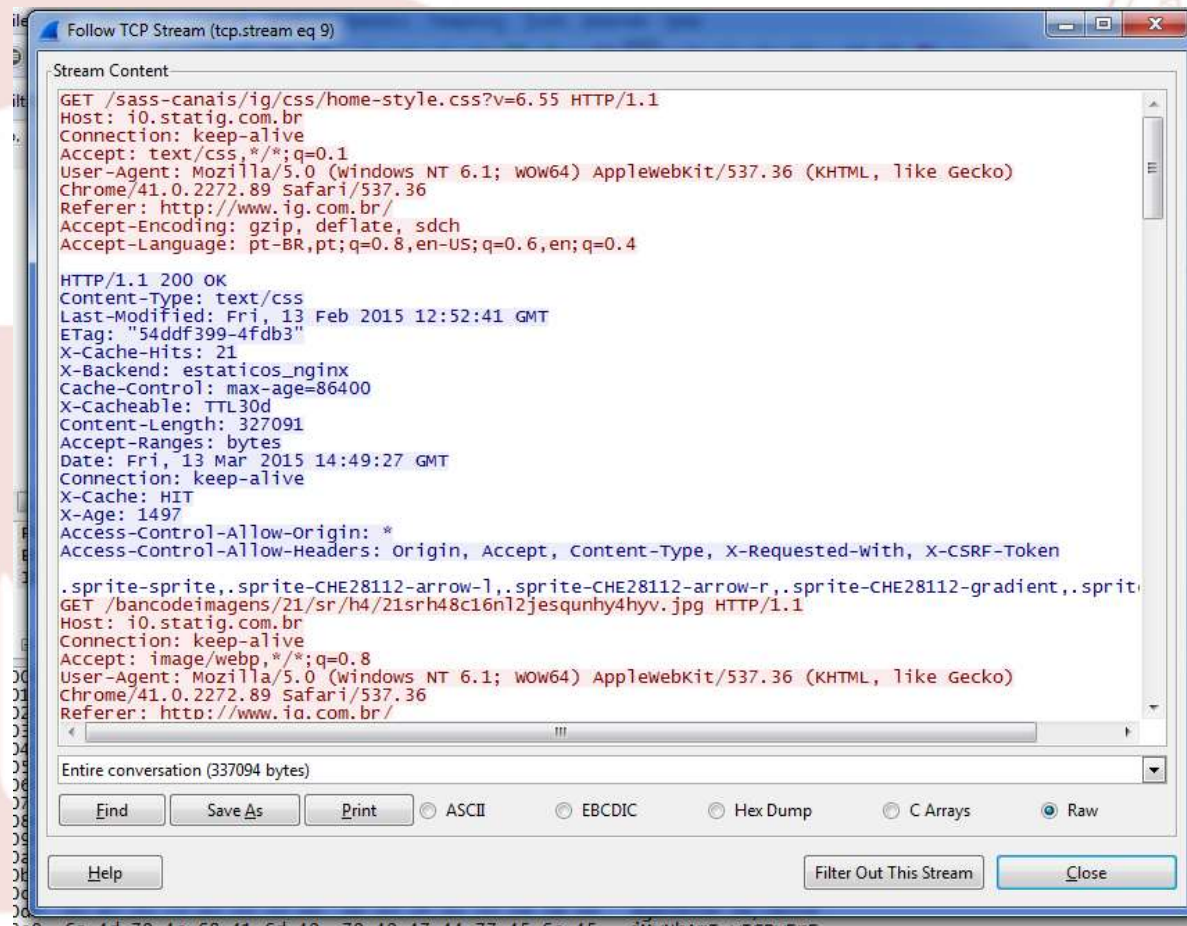 Follow TCP Stream (tcp.stream eq 9)
Stream Content
GET /sass-canais/ig/css/home-style.css?v=6.55 HTTP/1.1
Host: i0.statig.com.br
Connection: keep-alive
Accept: text/css,*/*;q=0.1
User-Agent: Mozilla/5.0 (Windows NT 6.1; WOW64) AppleWebKit/537.36 (KHTML, like Gecko)
Chrome/41.0.2272.89 Safari/537.36
Referer: http://www.ig.com.br/
Accept-Encoding: gzip, deflate, sdch
Accept-Language: pt-BR,pt;q=0.8,en-US;q=0.6,en;q=0.4
HTTP/1.1 200 OK
Content-Type: text/css
Last-Modified: Fri, 13 Feb 2015 12:52:41 GMT
ETag: "54ddf399-4fdb3"
X-Cache-Hits: 21
X-Backend: estaticos_nginx
Cache-Control: max-age=86400
X-Cacheable: TTL30d
Content-Length: 327091
Accept-Ranges: bytes
Date: Fri, 13 Mar 2015 14:49:27 GMT
Connection: keep-alive
X-Cache: HIT
X-Age: 1497
Access-Control-Allow-Origin: *
Access-Control-Allow-Headers: Origin, Accept, Content-Type, X-Requested-With, X-CSRF-Token
.sprite-sprite,.sprite-CHE28112-arrow-l,.sprite-CHE28112-arrow-r,.sprite-CHE28112-gradient,.sprit
GET /bancodeimagens/21/sr/h4/21srh48c16nl2jesqunhy4hyv.jpg HTTP/1.1
Host: i0.statig.com.br
Connection: keep-alive
Accept: image/webp,*/*;q=0.8
User-Agent: Mozilla/5.0 (Windows NT 6.1; WOW64) AppleWebKit/537.36 (KHTML, like Gecko)
Chrome/41.0.2272.89 Safari/537.36
Referer: http://www.ig.com.br/
Entire conversation (337094 bytes)
Find Save As Print ASCII EBCDIC Hex Dump C Arrays Raw
Help Filter Out This Stream Close